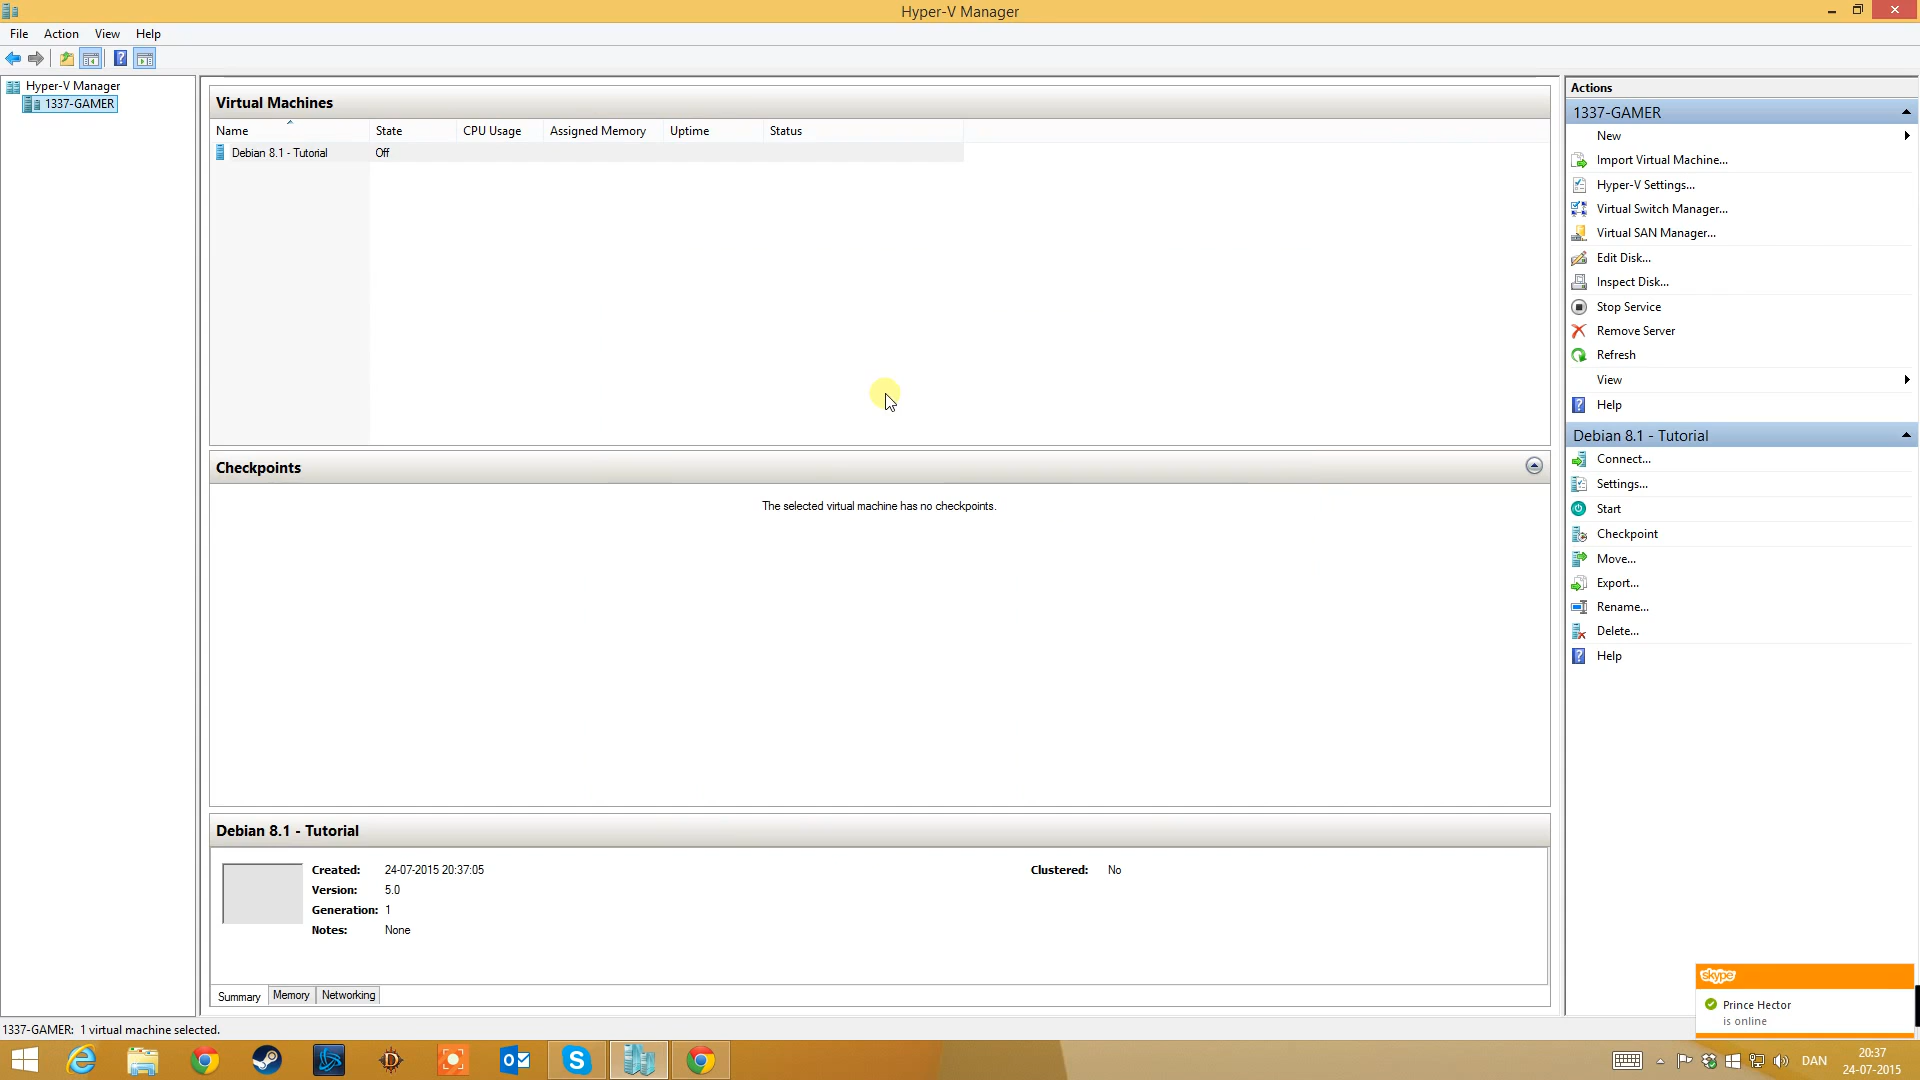 Hyper-V Manager
File Action View Help
Hyper-V Manager
1337-GAMER
Virtual Machines
Name State CPU Usage Assigned Memory Uptime Status
Debian 8.1 - Tutorial Off
Checkpoints
The selected virtual machine has no checkpoints.
Debian 8.1 - Tutorial
Created: 24-07-2015 20:37:05 Clustered: No
Version: 5.0
Generation: 1
Notes: None
Summary Memory Networking
Actions
1337-GAMER
New
Import Virtual Machine...
Hyper-V Settings...
Virtual Switch Manager...
Virtual SAN Manager...
Edit Disk...
Inspect Disk...
Stop Service
Remove Server
Refresh
View
Help
Debian 8.1 - Tutorial
Connect...
Settings...
Start
Checkpoint
Move...
Export...
Rename...
Delete...
Help
skype
Prince Hector
is online
1337-GAMER: 1 virtual machine selected.
DAN
20:37
24-07-2015